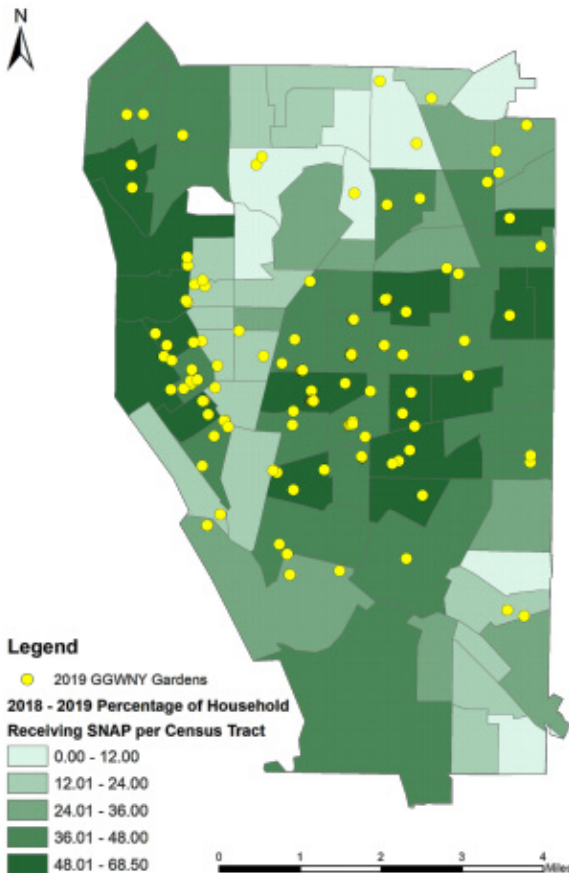 N
Legend
2019 GGWNY Gardens
2018 - 2019 Percentage of Household
Receiving SNAP per Census Tract
0.00 - 12.00
12.01 - 24.00
24.01 - 36.00
36.01 - 48.00
48.01 - 68.50
0 1 2 3 4
Miles